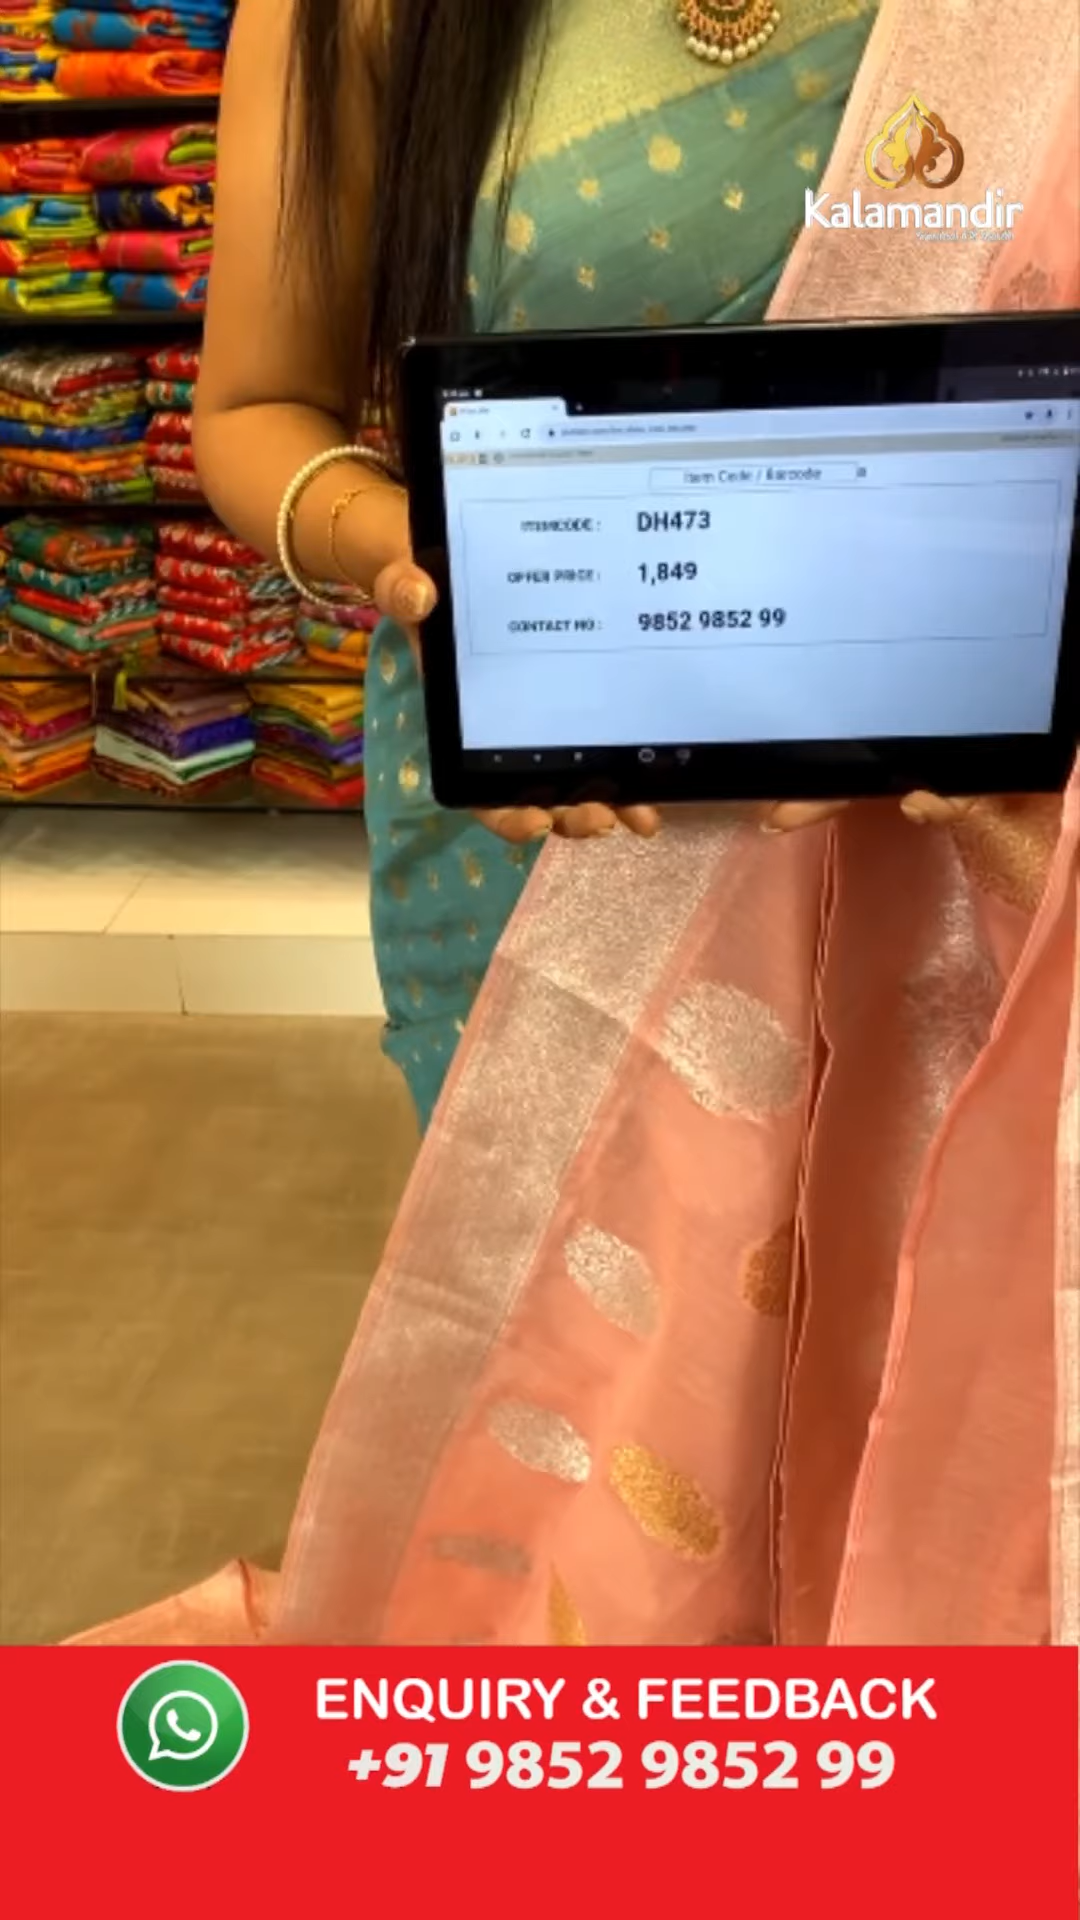 Kalamandir
Item Code / Barcode
ITEMCODE : DH473
OFFER PRICE : 1,849
CONTACT NO : 9852 9852 99
ENQUIRY & FEEDBACK
+91 9852 9852 99